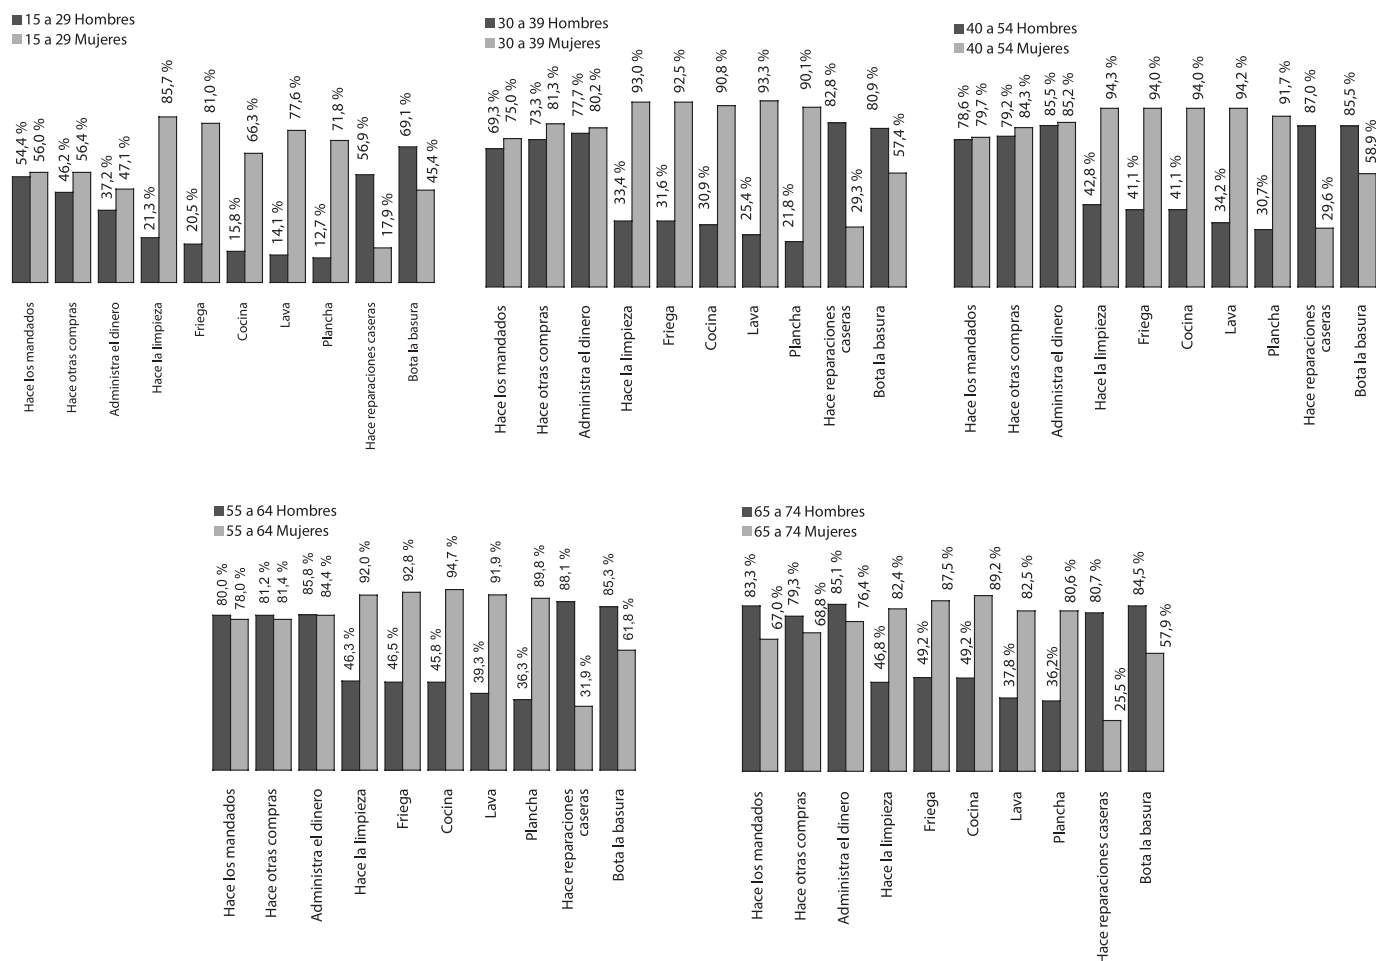 15 a 29 Hombres
15 a 29 Mujeres
54,4 %
56,0 %
46,2 %
56,4 %
37,2 %
47,1 %
21,3 %
85,7 %
20,5 %
81,0 %
15,8 %
66,3 %
14,1 %
77,6 %
12,7 %
71,8 %
56,9 %
17,9 %
69,1 %
45,4 %
Hace los mandados
Hace otras compras
Administra el dinero
Hace la limpieza
Friega
Cocina
Lava
Plancha
Hace reparaciones caseras
Bota la basura
30 a 39 Hombres
30 a 39 Mujeres
69,3 %
75,0 %
73,3 %
81,3 %
77,7 %
80,2 %
33,4 %
93,0 %
31,6 %
92,5 %
30,9 %
90,8 %
25,4 %
93,3 %
21,8 %
90,1%
82,8 %
29,3 %
80,9 %
57,4 %
Hace los mandados
Hace otras compras
Administra el dinero
Hace la limpieza
Friega
Cocina
Lava
Plancha
Hace reparaciones
caseras
Bota la basura
40 a 54 Hombres
40 a 54 Mujeres
78,6 %
79,7 %
79,2 %
84,3 %
85,5 %
85,2 %
42,8 %
94,3 %
41,1 %
94,0 %
41,1 %
94,0 %
34,2 %
94,2 %
30,7%
91,7 %
87,0 %
29,6 %
85,5 %
58,9 %
Hace los mandados
Hace otras compras
Administra el dinero
Hace la limpieza
Friega
Cocina
Lava
Plancha
Hace reparaciones
caseras
Bota la basura
55 a 64 Hombres
55 a 64 Mujeres
80,0 %
78,0 %
81,2 %
81,4 %
85,8 %
84,4 %
46,3 %
92,0 %
46,5 %
92,8 %
45,8 %
94,7 %
39,3 %
91,9 %
36,3 %
89,8 %
88,1 %
31,9 %
85,3 %
61,8 %
Hace los mandados
Hace otras compras
Administra el dinero
Hace la limpieza
Friega
Cocina
Lava
Plancha
Hace reparaciones
caseras
Bota la basura
65 a 74 Hombres
65 a 74 Mujeres
83,3 %
67,0 %
79,3 %
68,8 %
85,1 %
76,4 %
46,8 %
82,4 %
49,2 %
87,5 %
49,2 %
89,2 %
37,8 %
82,5 %
36,2%
80,6 %
80,7 %
25,5 %
84,5 %
57,9 %
Hace los mandados
Hace otras compras
Administra el dinero
Hace la limpieza
Friega
Cocina
Lava
Plancha
Hace reparaciones caseras
Bota la basura